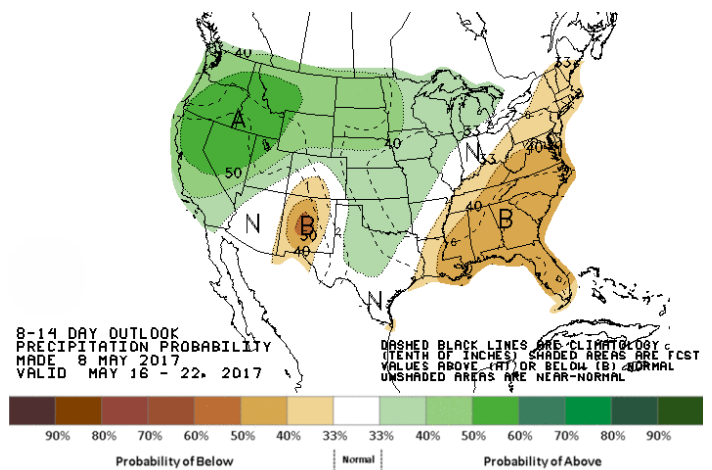 40
33
A
50
40
33
N
33
40
N
B
50
40
2
40
B
6
6
N
8-14 DAY OUTLOOK
PRECIPITATION PROBABILITY
MADE 8 MAY 2017
VALID MAY 16 - 22, 2017
DASHED BLACK LINES ARE CLIMATOLOGY
(TENTH OF INCHES) SHADED AREAS ARE FCST
VALUES ABOVE (A) OR BELOW (B) NORMAL
UNSHADED AREAS ARE NEAR-NORMAL
90% 80% 70% 60% 50% 40% 33% 33% 40% 50% 60% 70% 80% 90%
Probability of Below Normal Probability of Above